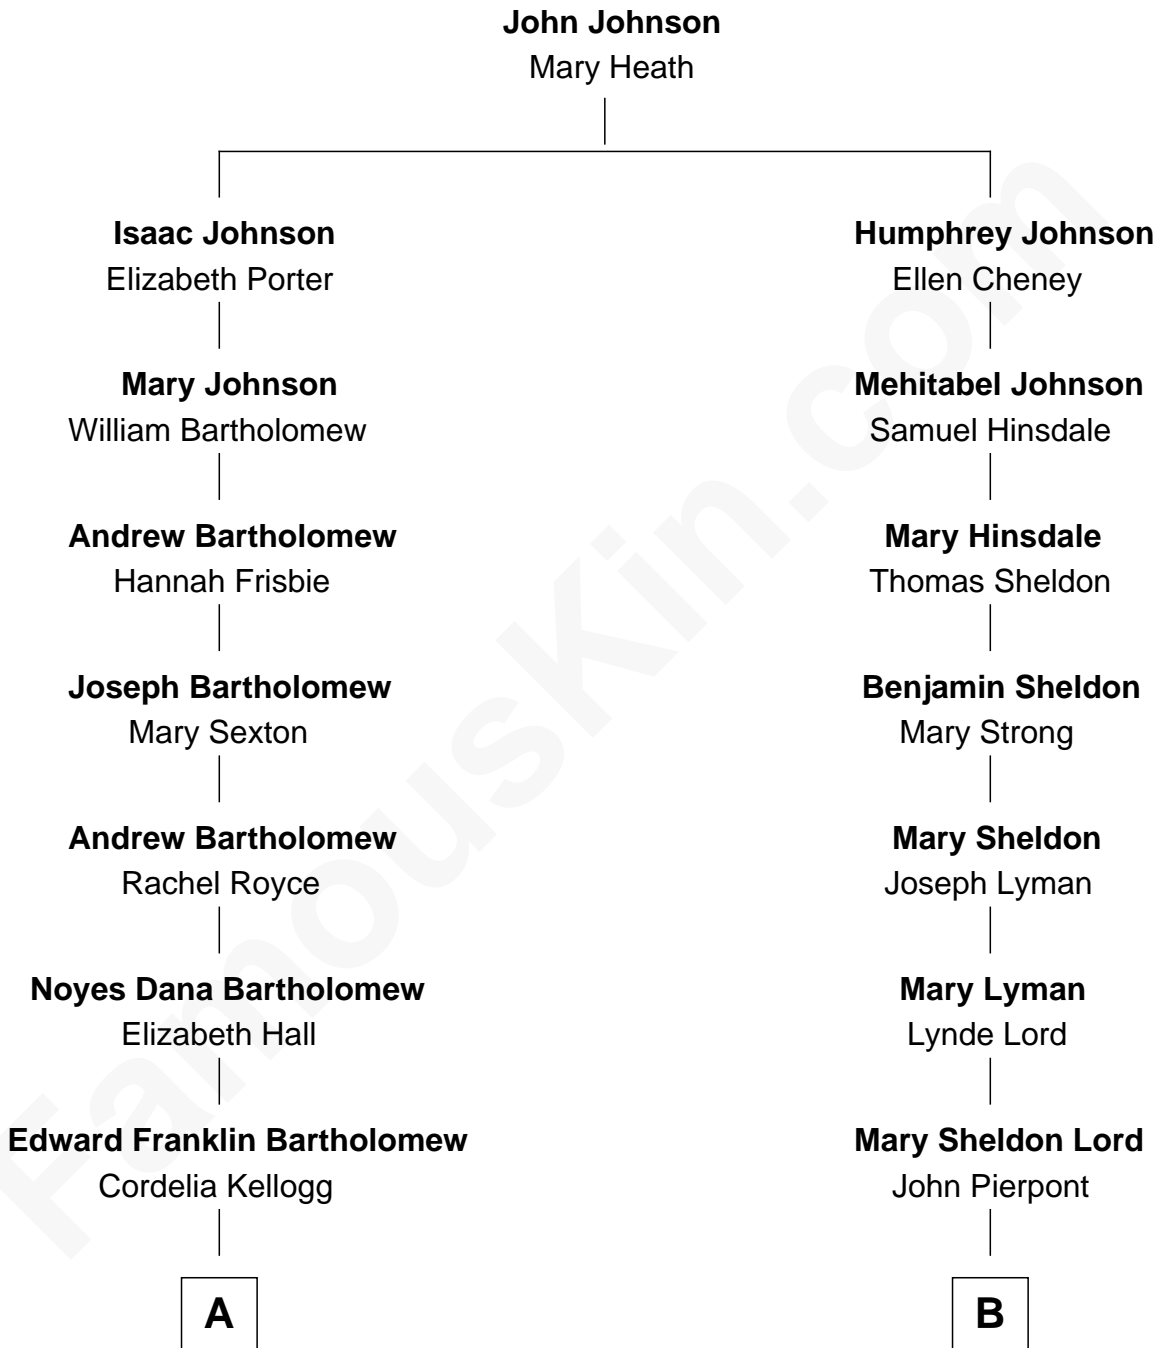 John Johnson
Mary Heath
Isaac Johnson
Elizabeth Porter
Humphrey Johnson
Ellen Cheney
Mary Johnson
William Bartholomew
Mehitabel Johnson
Samuel Hinsdale
Andrew Bartholomew
Hannah Frisbie
Mary Hinsdale
Thomas Sheldon
Joseph Bartholomew
Mary Sexton
Benjamin Sheldon
Mary Strong
Andrew Bartholomew
Rachel Royce
Mary Sheldon
Joseph Lyman
Noyes Dana Bartholomew
Elizabeth Hall
Mary Lyman
Lynde Lord
Edward Franklin Bartholomew
Cordelia Kellogg
Mary Sheldon Lord
John Pierpont
A
B
FamousKin.com